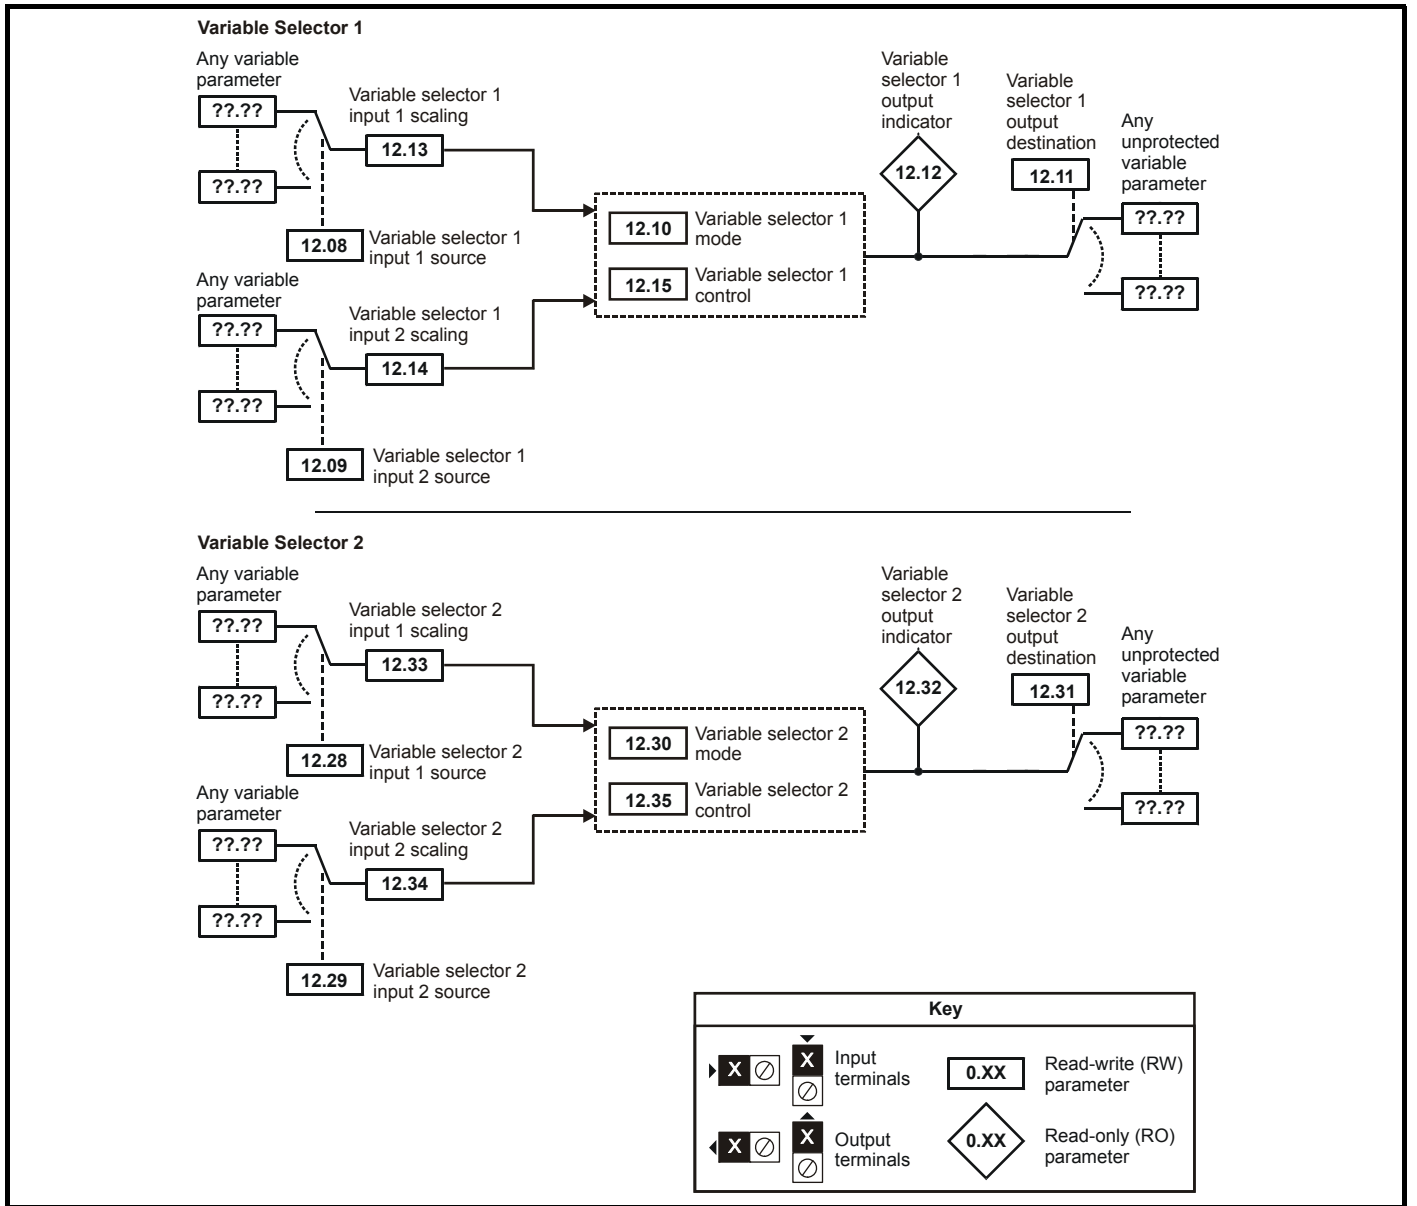 Variable Selector 1
Any variable
parameter
??.??
??.??
Variable selector 1
input 1 scaling
12.13
12.08
Variable selector 1
input 1 source
Any variable
parameter
??.??
??.??
Variable selector 1
input 2 scaling
12.14
12.09
Variable selector 1
input 2 source
12.10
Variable selector 1
mode
12.15
Variable selector 1
control
Variable
selector 1
output
indicator
12.12
Variable
selector 1
output
destination
12.11
Any
unprotected
variable
parameter
??.??
??.??
Variable Selector 2
Any variable
parameter
??.??
??.??
Variable selector 2
input 1 scaling
12.33
12.28
Variable selector 2
input 1 source
Any variable
parameter
??.??
??.??
Variable selector 2
input 2 scaling
12.34
12.29
Variable selector 2
input 2 source
12.30
Variable selector 2
mode
12.35
Variable selector 2
control
Variable
selector 2
output
indicator
12.32
Variable
selector 2
output
destination
12.31
Any
unprotected
variable
parameter
??.??
??.??
Key
X
X
Input
terminals
0.XX
Read-write (RW)
parameter
X
X
Output
terminals
0.XX
Read-only (RO)
parameter